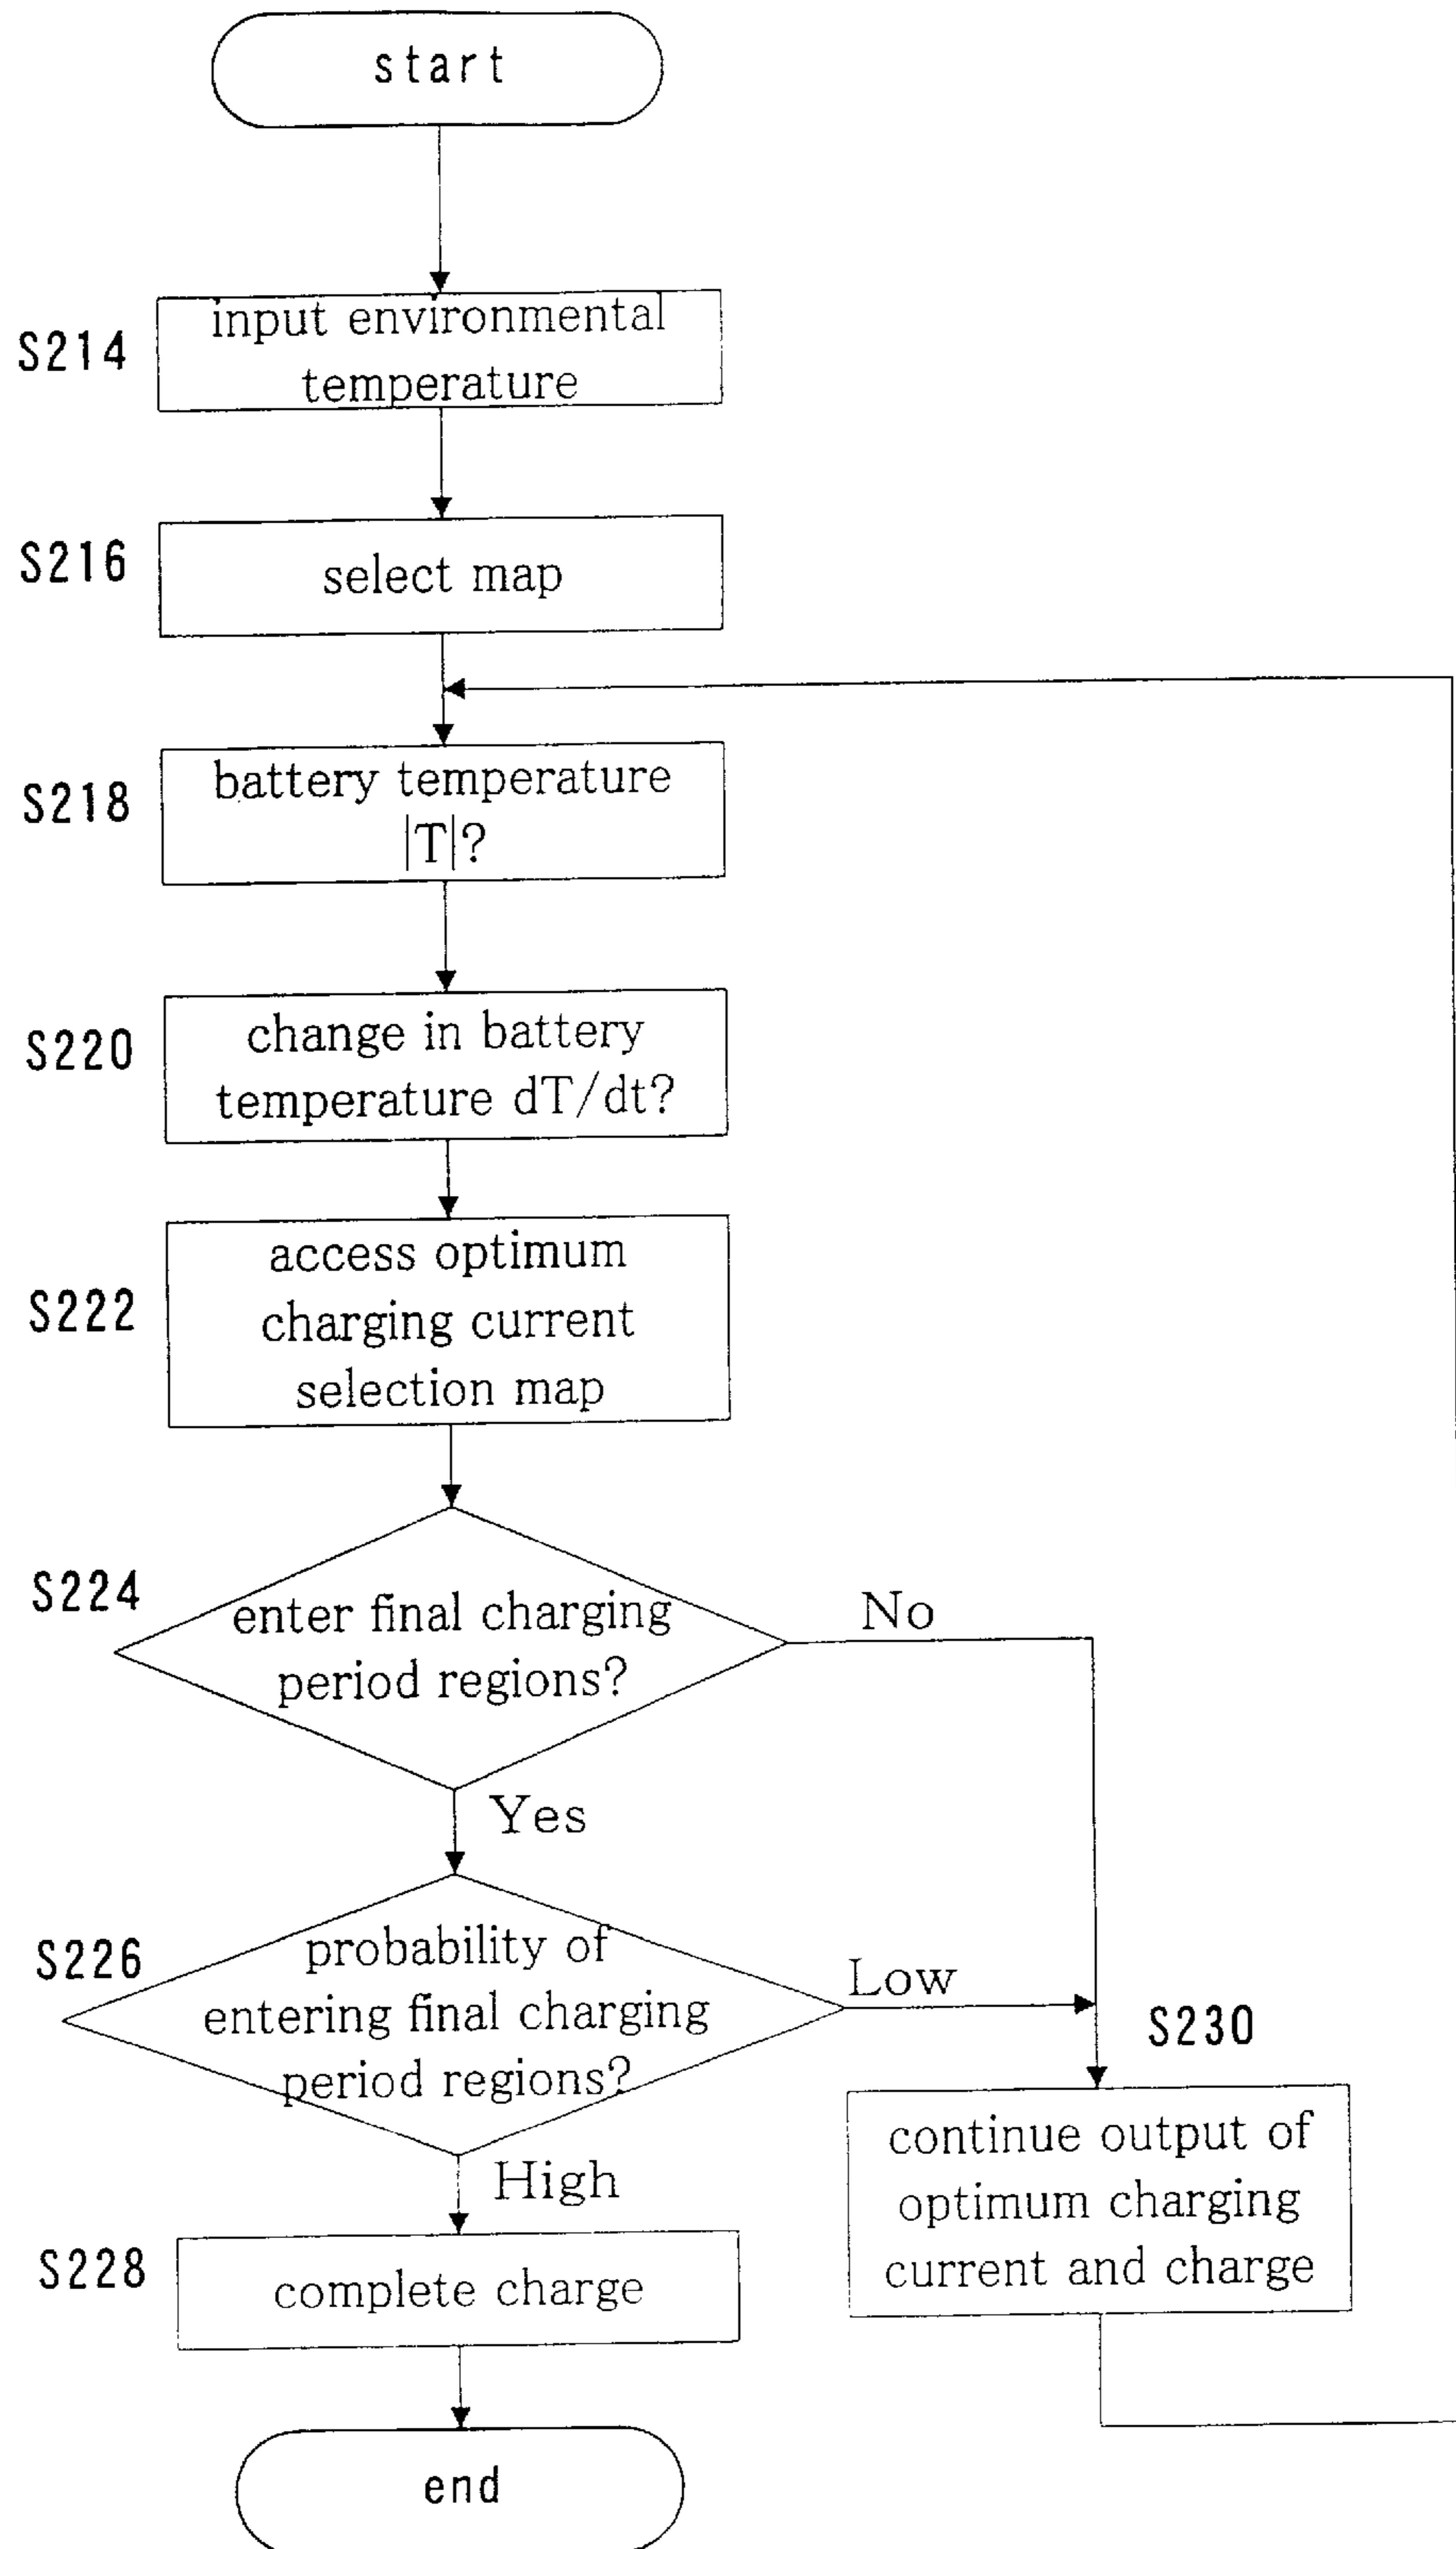 start
S214
input environmental
temperature
S216
select map
S218
battery temperature
|T|?
S220
change in battery
temperature dT/dt?
S222
access optimum
charging current
selection map
S224
enter final charging
period regions?
No
Yes
S226
probability of
entering final charging
period regions?
Low
High
S230
continue output of
optimum charging
current and charge
S228
complete charge
end